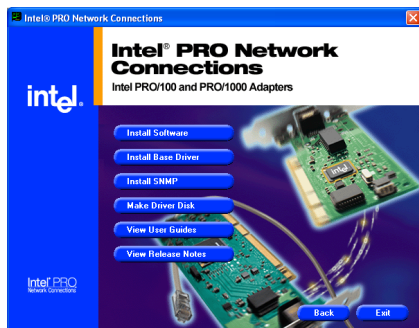 Intel® PRO Network Connections
Intel® PRO Network
Connections
Intel PRO/100 and PRO/1000 Adapters
intel®
Install Software
Install Base Driver
Install SNMP
Make Driver Disk
View User Guides
View Release Notes
intel
Intel® PRO
Network Connections
Back
Exit